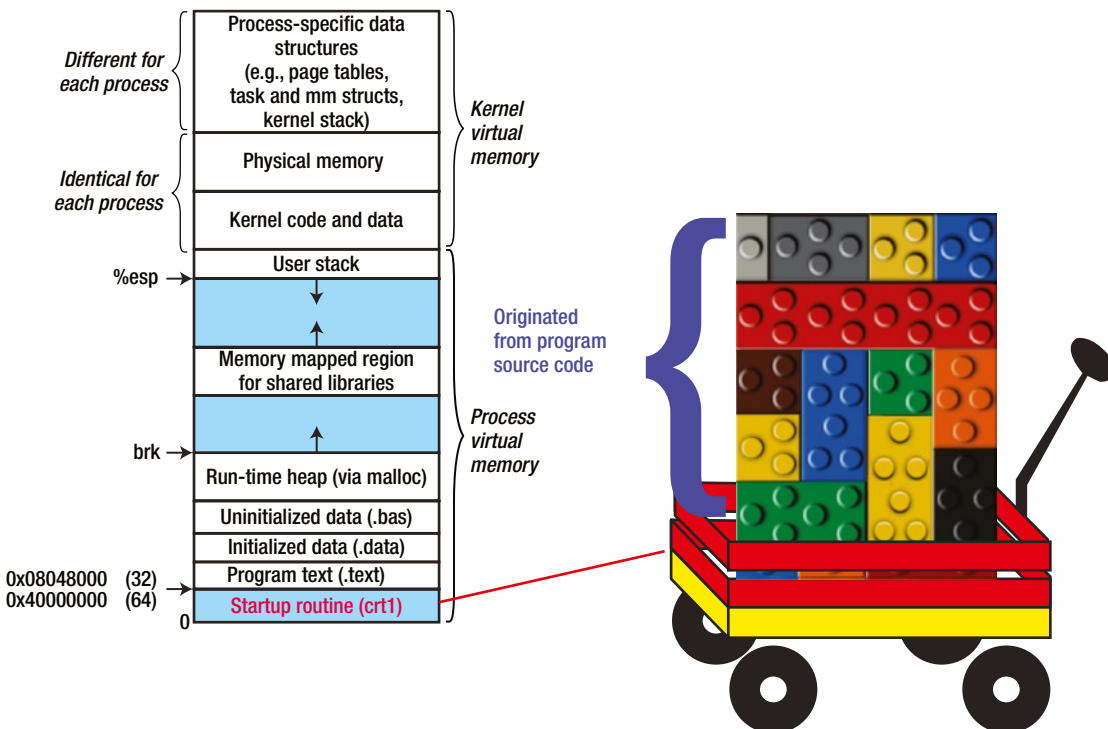 Process-specific data
structures
(e.g., page tables,
task and mm structs,
kernel stack)
Different for
each process
Kernel
virtual
memory
Physical memory
Identical for
each process
Kernel code and data
User stack
%esp
Originated
from program
source code
Memory mapped region
for shared libraries
Process
virtual
memory
brk
Run-time heap (via malloc)
Uninitialized data (.bas)
Initialized data (.data)
Program text (.text)
0x08048000 (32)
0x40000000 (64)
Startup routine (crt1)
0